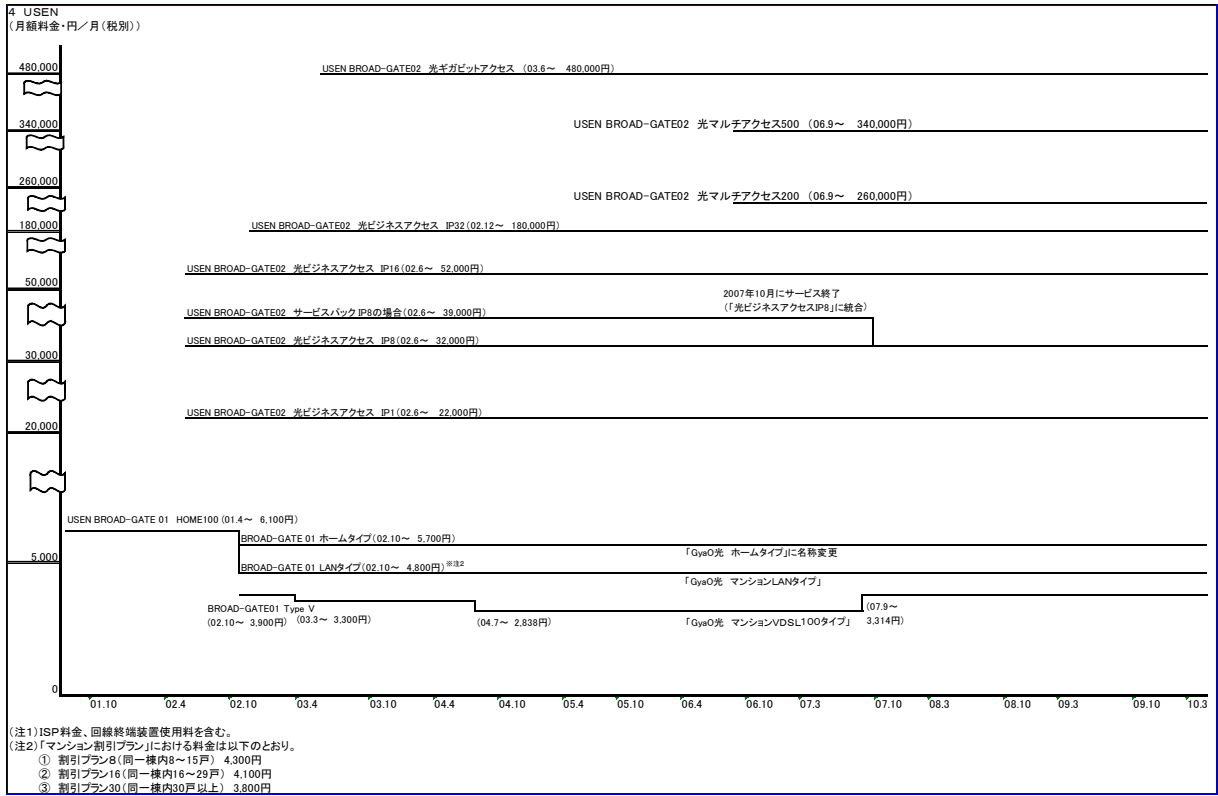 4 USEN
(月額料金・円/月(税別))
480,000
USEN BROAD-GATE02 光ギガビットアクセス (03.6~ 480,000円)
340,000
USEN BROAD-GATE02 光マルチアクセス500 (06.9~ 340,000円)
260,000
USEN BROAD-GATE02 光マルチアクセス200 (06.9~ 260,000円)
180,000
USEN BROAD-GATE02 光ビジネスアクセス IP32(02.12~ 180,000円)
USEN BROAD-GATE02 光ビジネスアクセス IP16(02.6~ 52,000円)
50,000
2007年10月にサービス終了
(「光ビジネスアクセスIP8」に統合)
USEN BROAD-GATE02 サービスパック IP8の場合(02.6~ 39,000円)
USEN BROAD-GATE02 光ビジネスアクセス IP8(02.6~ 32,000円)
30,000
USEN BROAD-GATE02 光ビジネスアクセス IP1(02.6~ 22,000円)
20,000
USEN BROAD-GATE 01 HOME100(01.4~ 6,100円)
BROAD-GATE 01 ホームタイプ(02.10~ 5,700円)
「GyaO光 ホームタイプ」に名称変更
5,000
BROAD-GATE 01 LANタイプ(02.10~ 4,800円)※注2
「GyaO光 マンションLANタイプ」
BROAD-GATE01 Type V
(02.10~ 3,900円) (03.3~ 3,300円) (04.7~ 2,838円) 「GyaO光 マンションVDSL100タイプ」 (07.9~ 3,314円)
0
01.10 02.4 02.10 03.4 03.10 04.4 04.10 05.4 05.10 06.4 06.10 07.3 07.10 08.3 08.10 09.3 09.10 10.3
(注1)ISP料金、回線終端装置使用料を含む。
(注2)「マンション割引プラン」における料金は以下のとおり。
① 割引プラン8(同一棟内8~15戸) 4,300円
② 割引プラン16(同一棟内16~29戸) 4,100円
③ 割引プラン30(同一棟内30戸以上) 3,800円